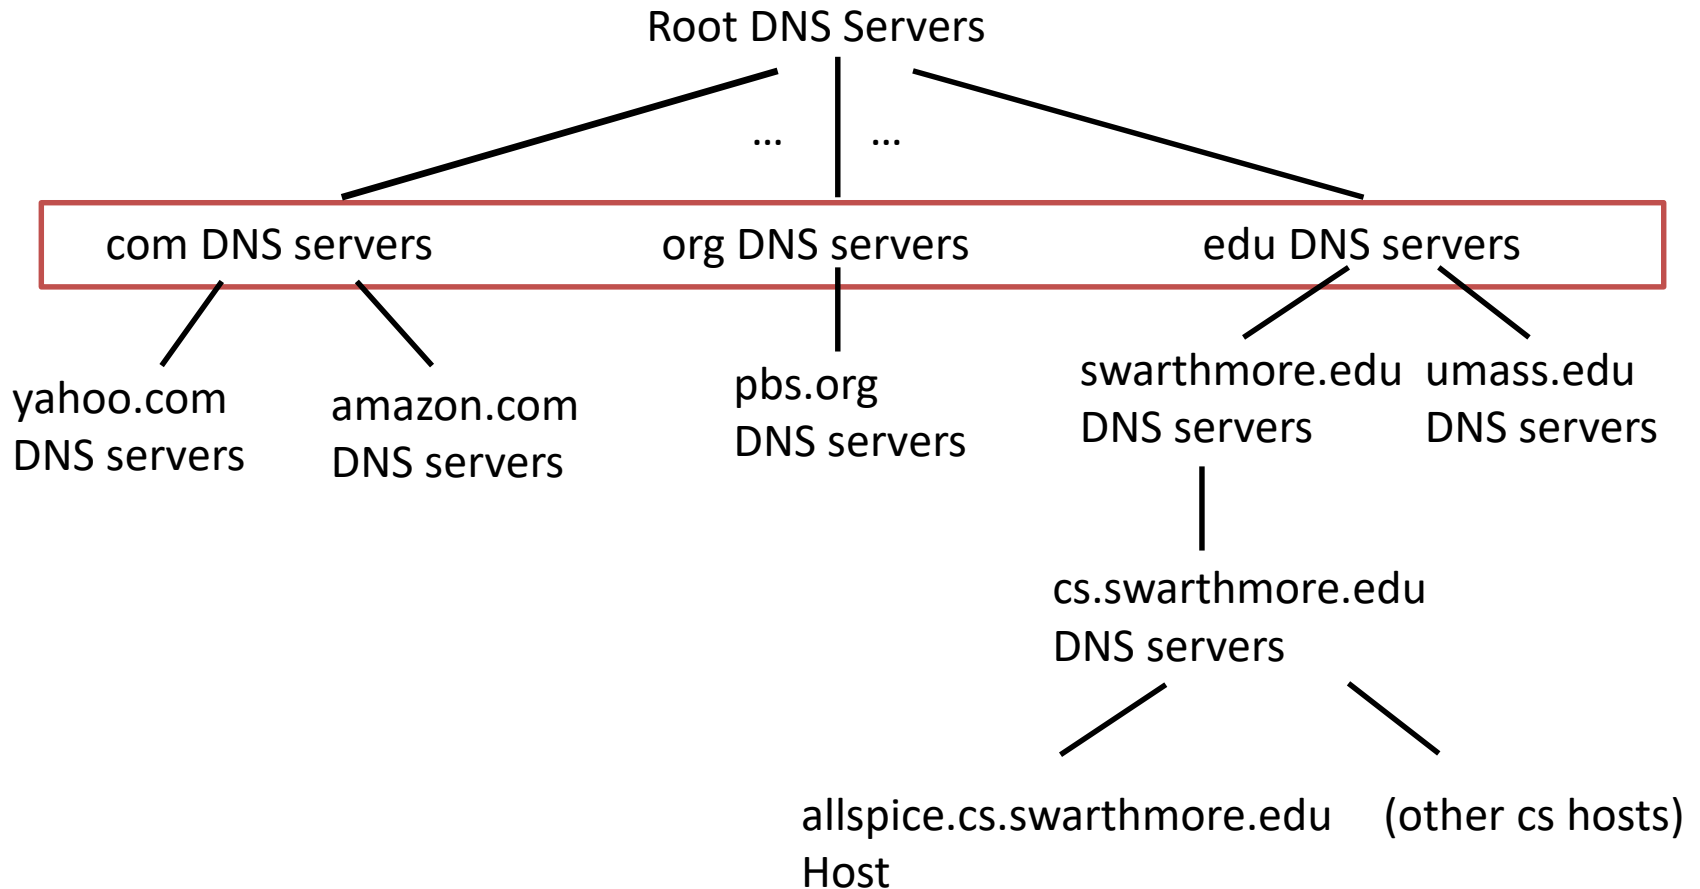 Root DNS Servers
... ...
com DNS servers
org DNS servers
edu DNS servers
yahoo.com
DNS servers
amazon.com
DNS servers
pbs.org
DNS servers
swarthmore.edu
DNS servers
umass.edu
DNS servers
cs.swarthmore.edu
DNS servers
allspice.cs.swarthmore.edu
Host
(other cs hosts)